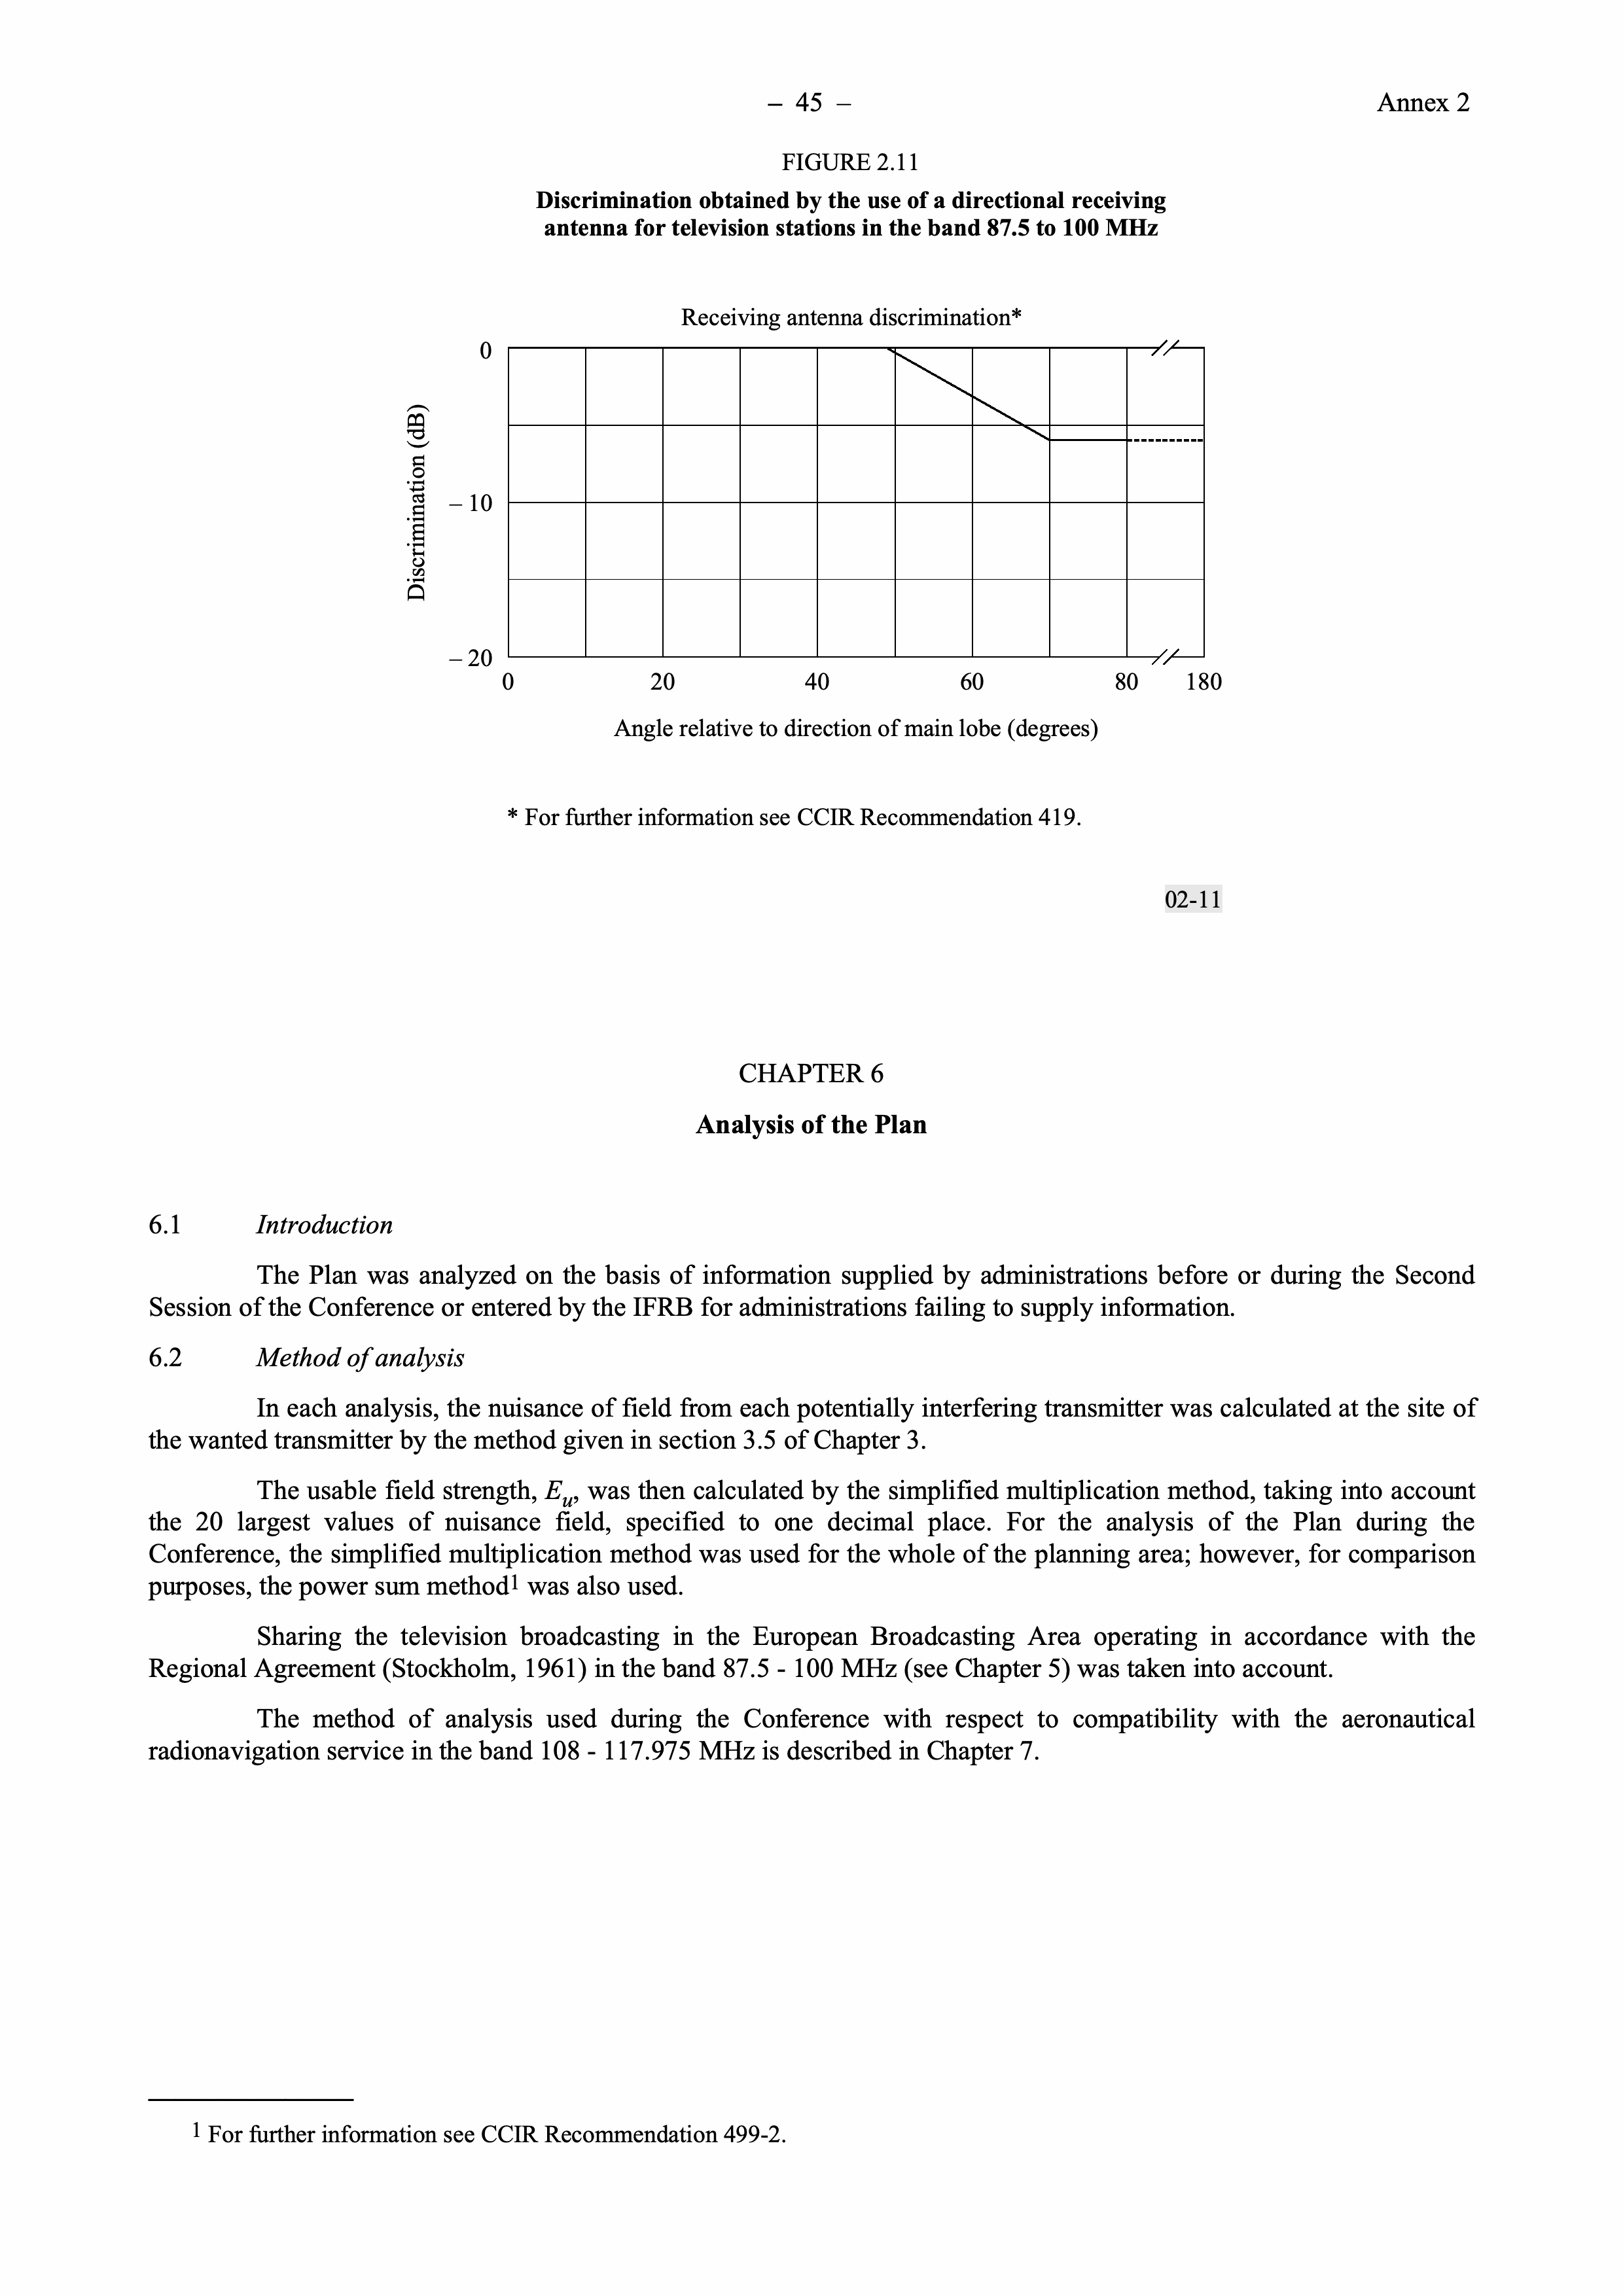 – 45 –
Annex 2
FIGURE 2.11
Discrimination obtained by the use of a directional receiving
antenna for television stations in the band 87.5 to 100 MHz
Receiving antenna discrimination*
0
– 10
– 20
Discrimination (dB)
0 20 40 60 80 180
Angle relative to direction of main lobe (degrees)
* For further information see CCIR Recommendation 419.
02-11
CHAPTER 6
Analysis of the Plan
6.1 Introduction
The Plan was analyzed on the basis of information supplied by administrations before or during the Second
Session of the Conference or entered by the IFRB for administrations failing to supply information.
6.2 Method of analysis
In each analysis, the nuisance of field from each potentially interfering transmitter was calculated at the site of
the wanted transmitter by the method given in section 3.5 of Chapter 3.
The usable field strength, Eu, was then calculated by the simplified multiplication method, taking into account
the 20 largest values of nuisance field, specified to one decimal place. For the analysis of the Plan during the
Conference, the simplified multiplication method was used for the whole of the planning area; however, for comparison
purposes, the power sum method1 was also used.
Sharing the television broadcasting in the European Broadcasting Area operating in accordance with the
Regional Agreement (Stockholm, 1961) in the band 87.5 - 100 MHz (see Chapter 5) was taken into account.
The method of analysis used during the Conference with respect to compatibility with the aeronautical
radionavigation service in the band 108 - 117.975 MHz is described in Chapter 7.
1 For further information see CCIR Recommendation 499-2.